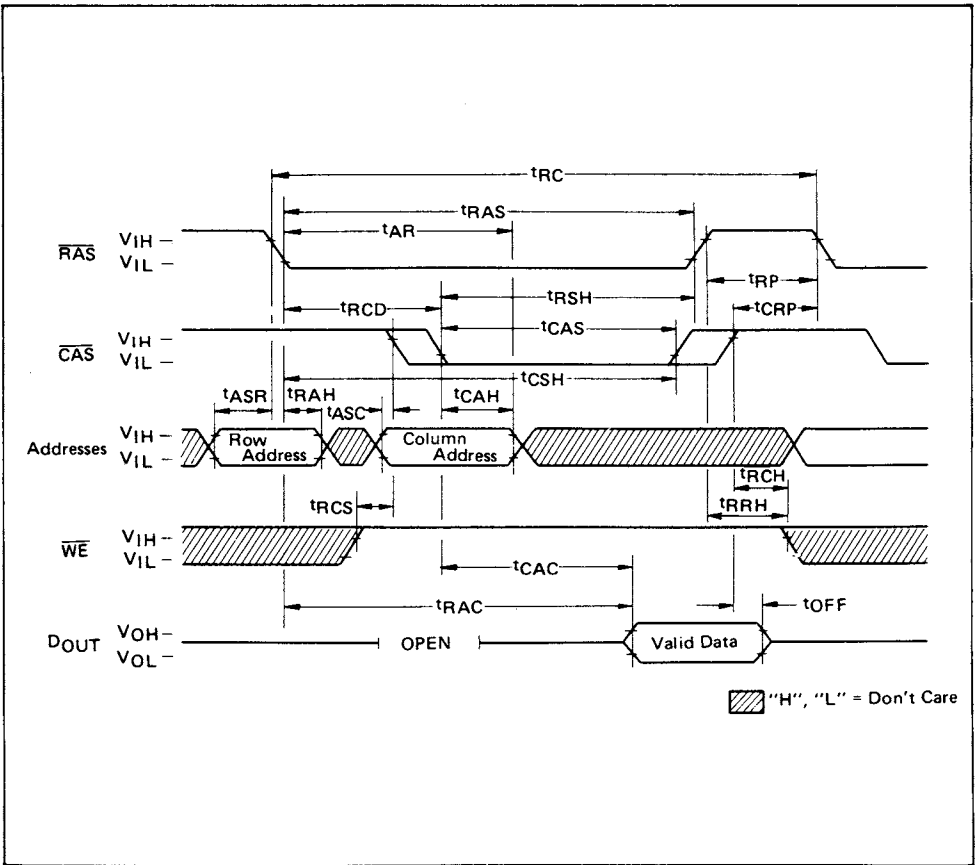 tRC
tRAS
tAR
RAS
VIH –
VIL –
tRP
tRSH
tRCD
tCRP
tCAS
CAS
VIH –
VIL –
tCSH
tASR
tRAH
tASC
tCAH
Addresses
VIH –
VIL –
Row
Address
Column
Address
tRCH
tRCS
tRRH
WE
VIH –
VIL –
tCAC
tRAC
tOFF
DOUT
VOH –
VOL –
OPEN
Valid Data
"H", "L" = Don't Care